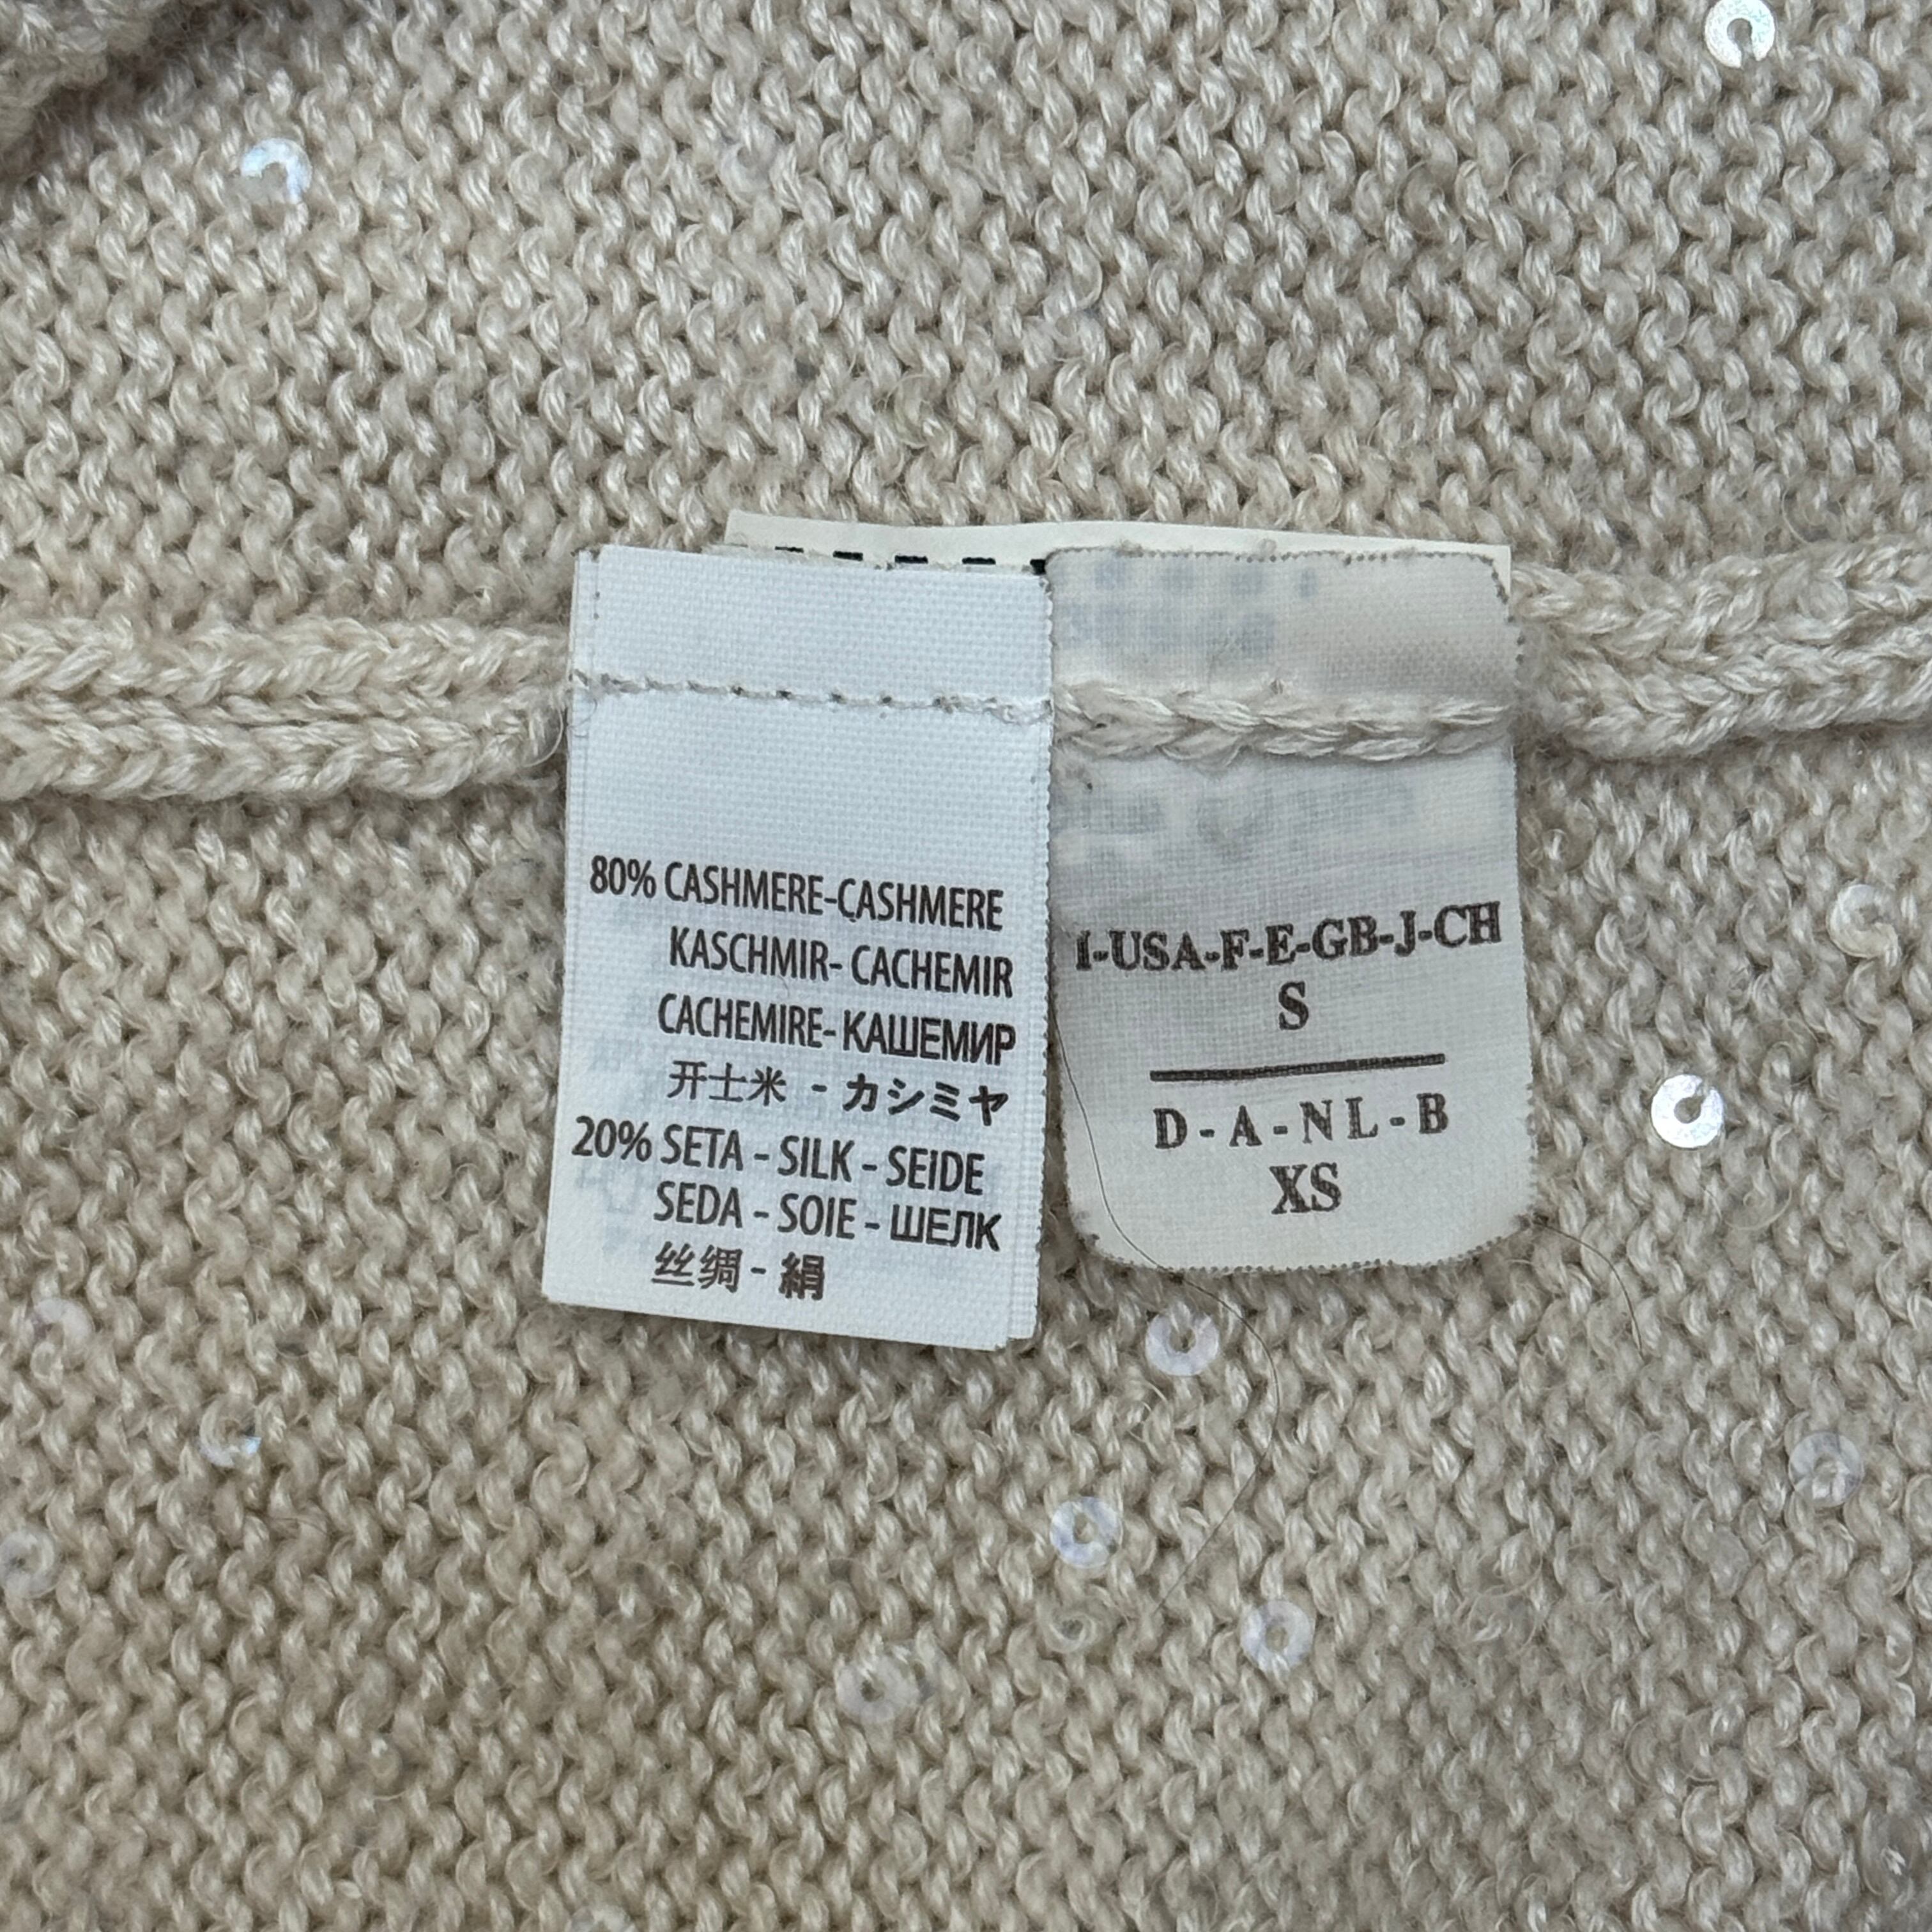 80% CASHMERE-CASHMERE
KASCHMIR- CACHEMIR
CACHEMIRE- КАШЕМИР
开士米 - カシミヤ
20% SETA - SILK - SEIDE
SEDA - SOIE - ШЕЛК
丝绸 - 絹
I-USA-F-E-GB-J-CH
S
D - A - N L - B
XS